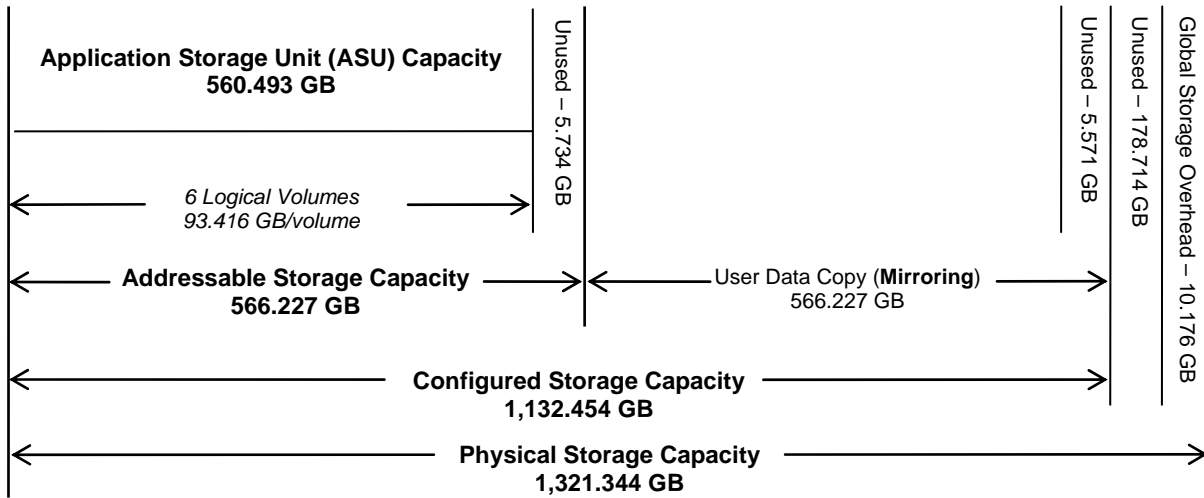 Application Storage Unit (ASU) Capacity
560.493 GB
Unused – 5.734 GB
Unused – 5.571 GB
Unused – 178.714 GB
Global Storage Overhead – 10.176 GB
6 Logical Volumes
93.416 GB/volume
Addressable Storage Capacity
566.227 GB
User Data Copy (Mirroring)
566.227 GB
Configured Storage Capacity
1,132.454 GB
Physical Storage Capacity
1,321.344 GB